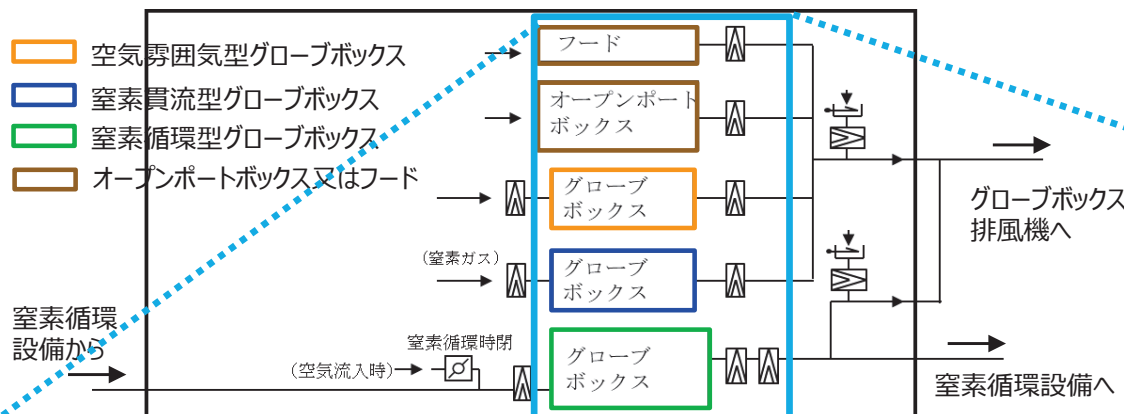 空気雰囲気型グローブボックス
窒素貫流型グローブボックス
窒素循環型グローブボックス
オープンポートボックス又はフード
フード
オープンポート
ボックス
グローブ
ボックス
(窒素ガス)
グローブ
ボックス
グローブボックス
排風機へ
窒素循環
設備から
窒素循環時閉
(空気流入時)
グローブ
ボックス
窒素循環設備へ